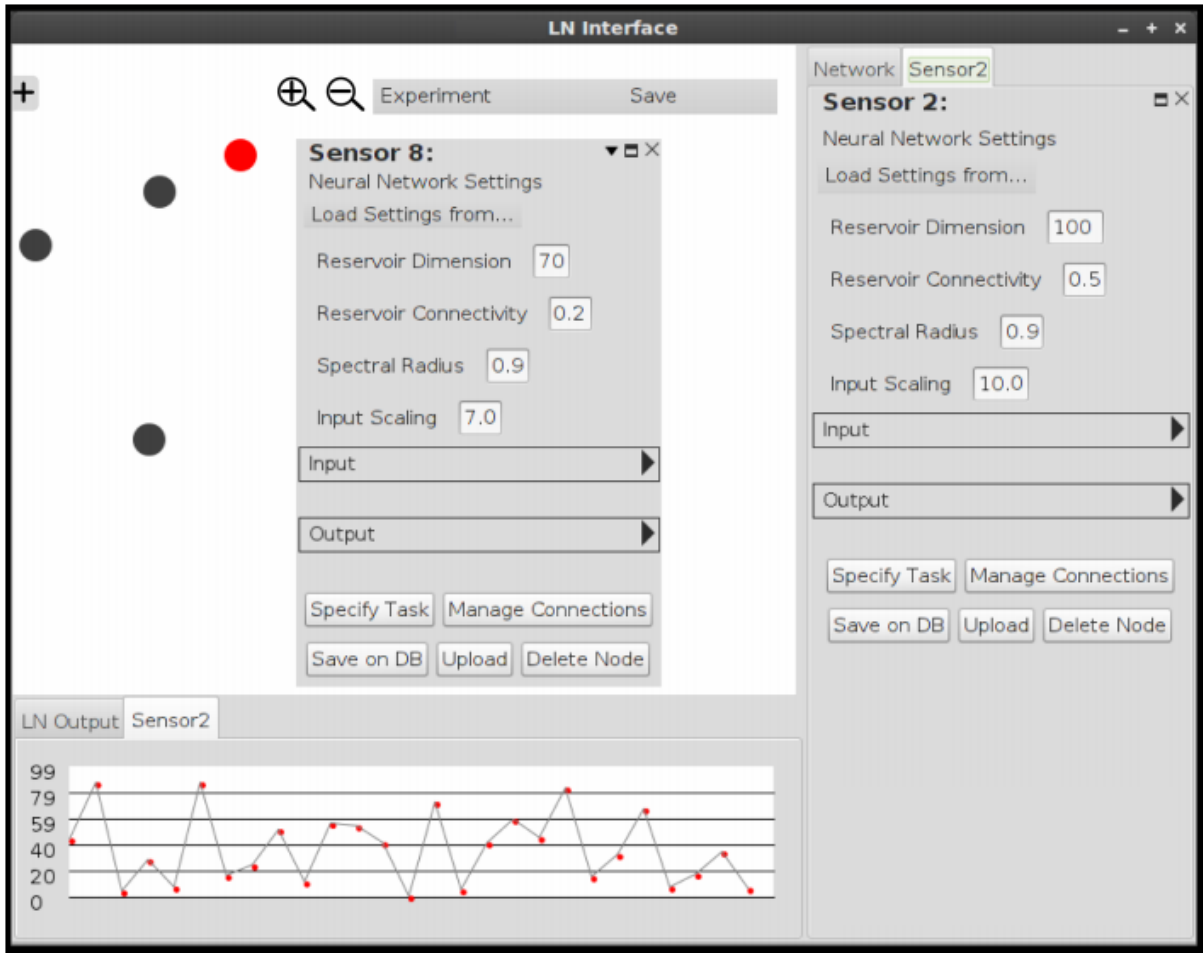 LN Interface
Experiment Save
Sensor 8:
Neural Network Settings
Load Settings from...
Reservoir Dimension 70
Reservoir Connectivity 0.2
Spectral Radius 0.9
Input Scaling 7.0
Input
Output
Specify Task Manage Connections
Save on DB Upload Delete Node
Network Sensor2
Sensor 2:
Neural Network Settings
Load Settings from...
Reservoir Dimension 100
Reservoir Connectivity 0.5
Spectral Radius 0.9
Input Scaling 10.0
Input
Output
Specify Task Manage Connections
Save on DB Upload Delete Node
LN Output Sensor2
99
79
59
40
20
0